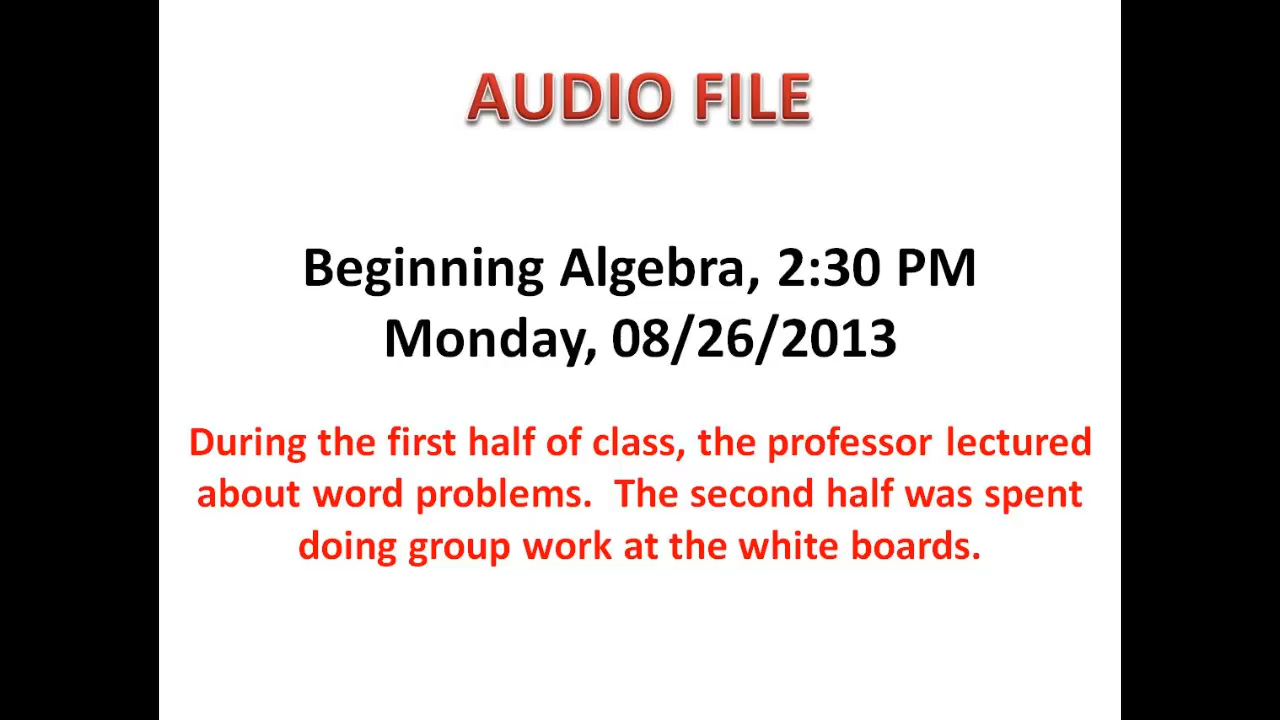 AUDIO FILE
Beginning Algebra, 2:30 PM
Monday, 08/26/2013
During the first half of class, the professor lectured
about word problems.  The second half was spent
doing group work at the white boards.